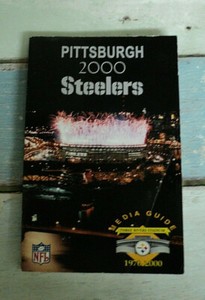 PITTSBURGH
2000
Steelers
MEDIA GUIDE
1970-2000
NFL